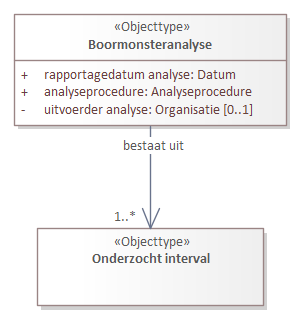 «Objecttype»
Boormonsteranalyse
+ rapportagedatum analyse: Datum
+ analyseprocedure: Analyseprocedure
- uitvoerder analyse: Organisatie [0..1]
bestaat uit
1..*
«Objecttype»
Onderzocht interval